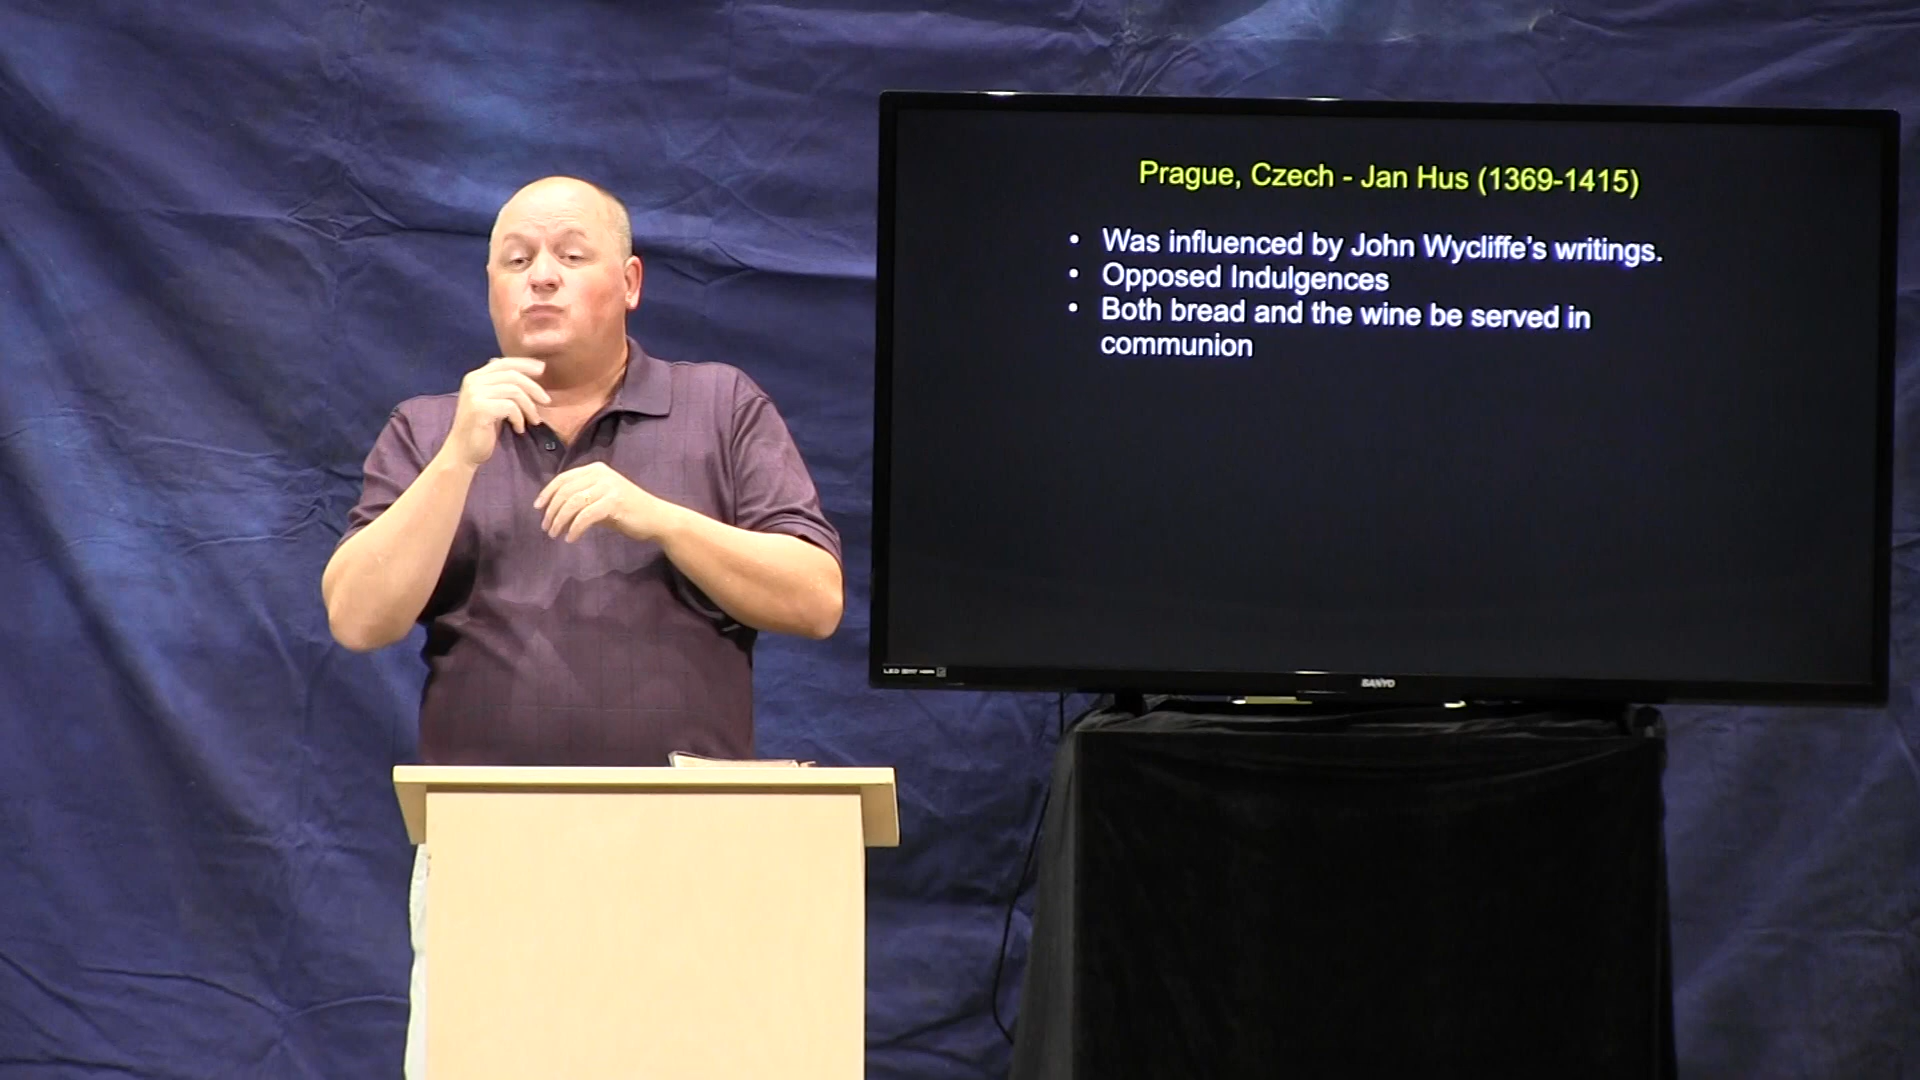 Prague, Czech - Jan Hus (1369-1415)
• Was influenced by John Wycliffe's writings.
• Opposed Indulgences
• Both bread and the wine be served in
communion
SANYO